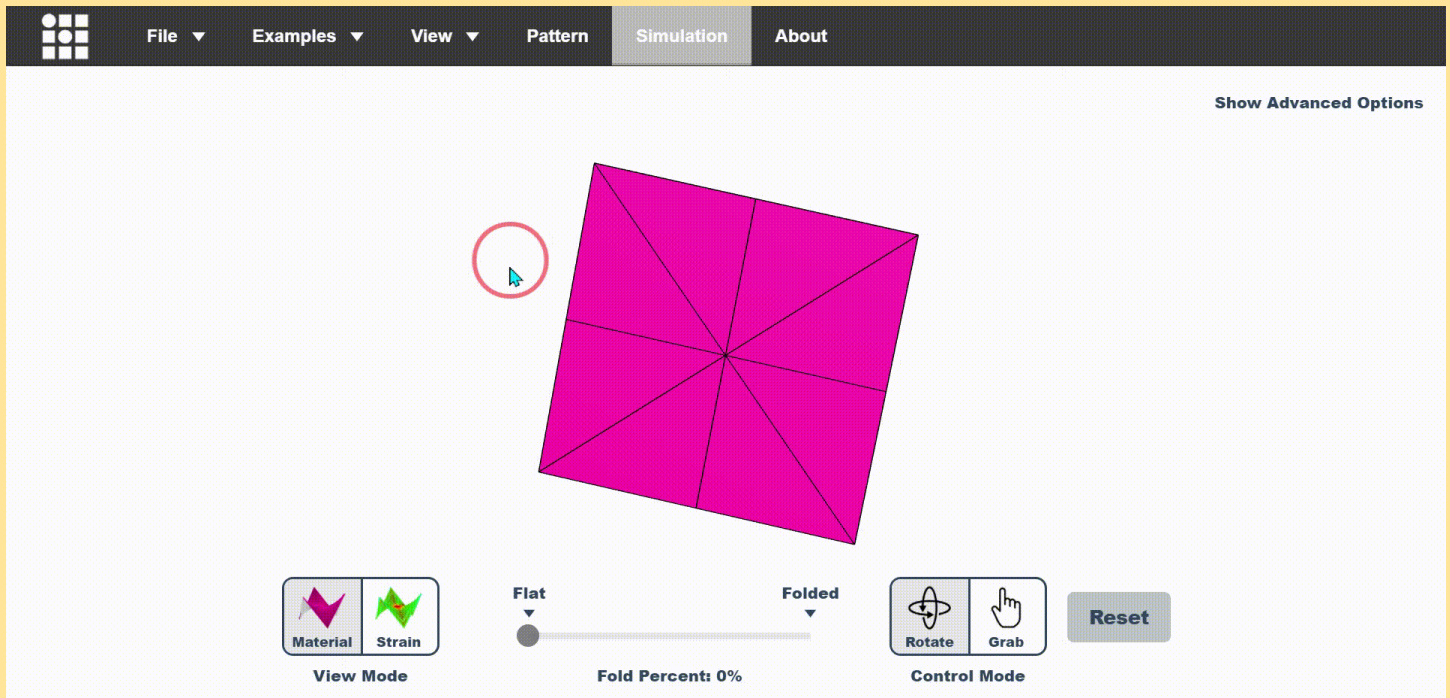 File Examples View Pattern Simulation About
Show Advanced Options
Flat Folded
Material Strain Rotate Grab Reset
View Mode Fold Percent: 0% Control Mode